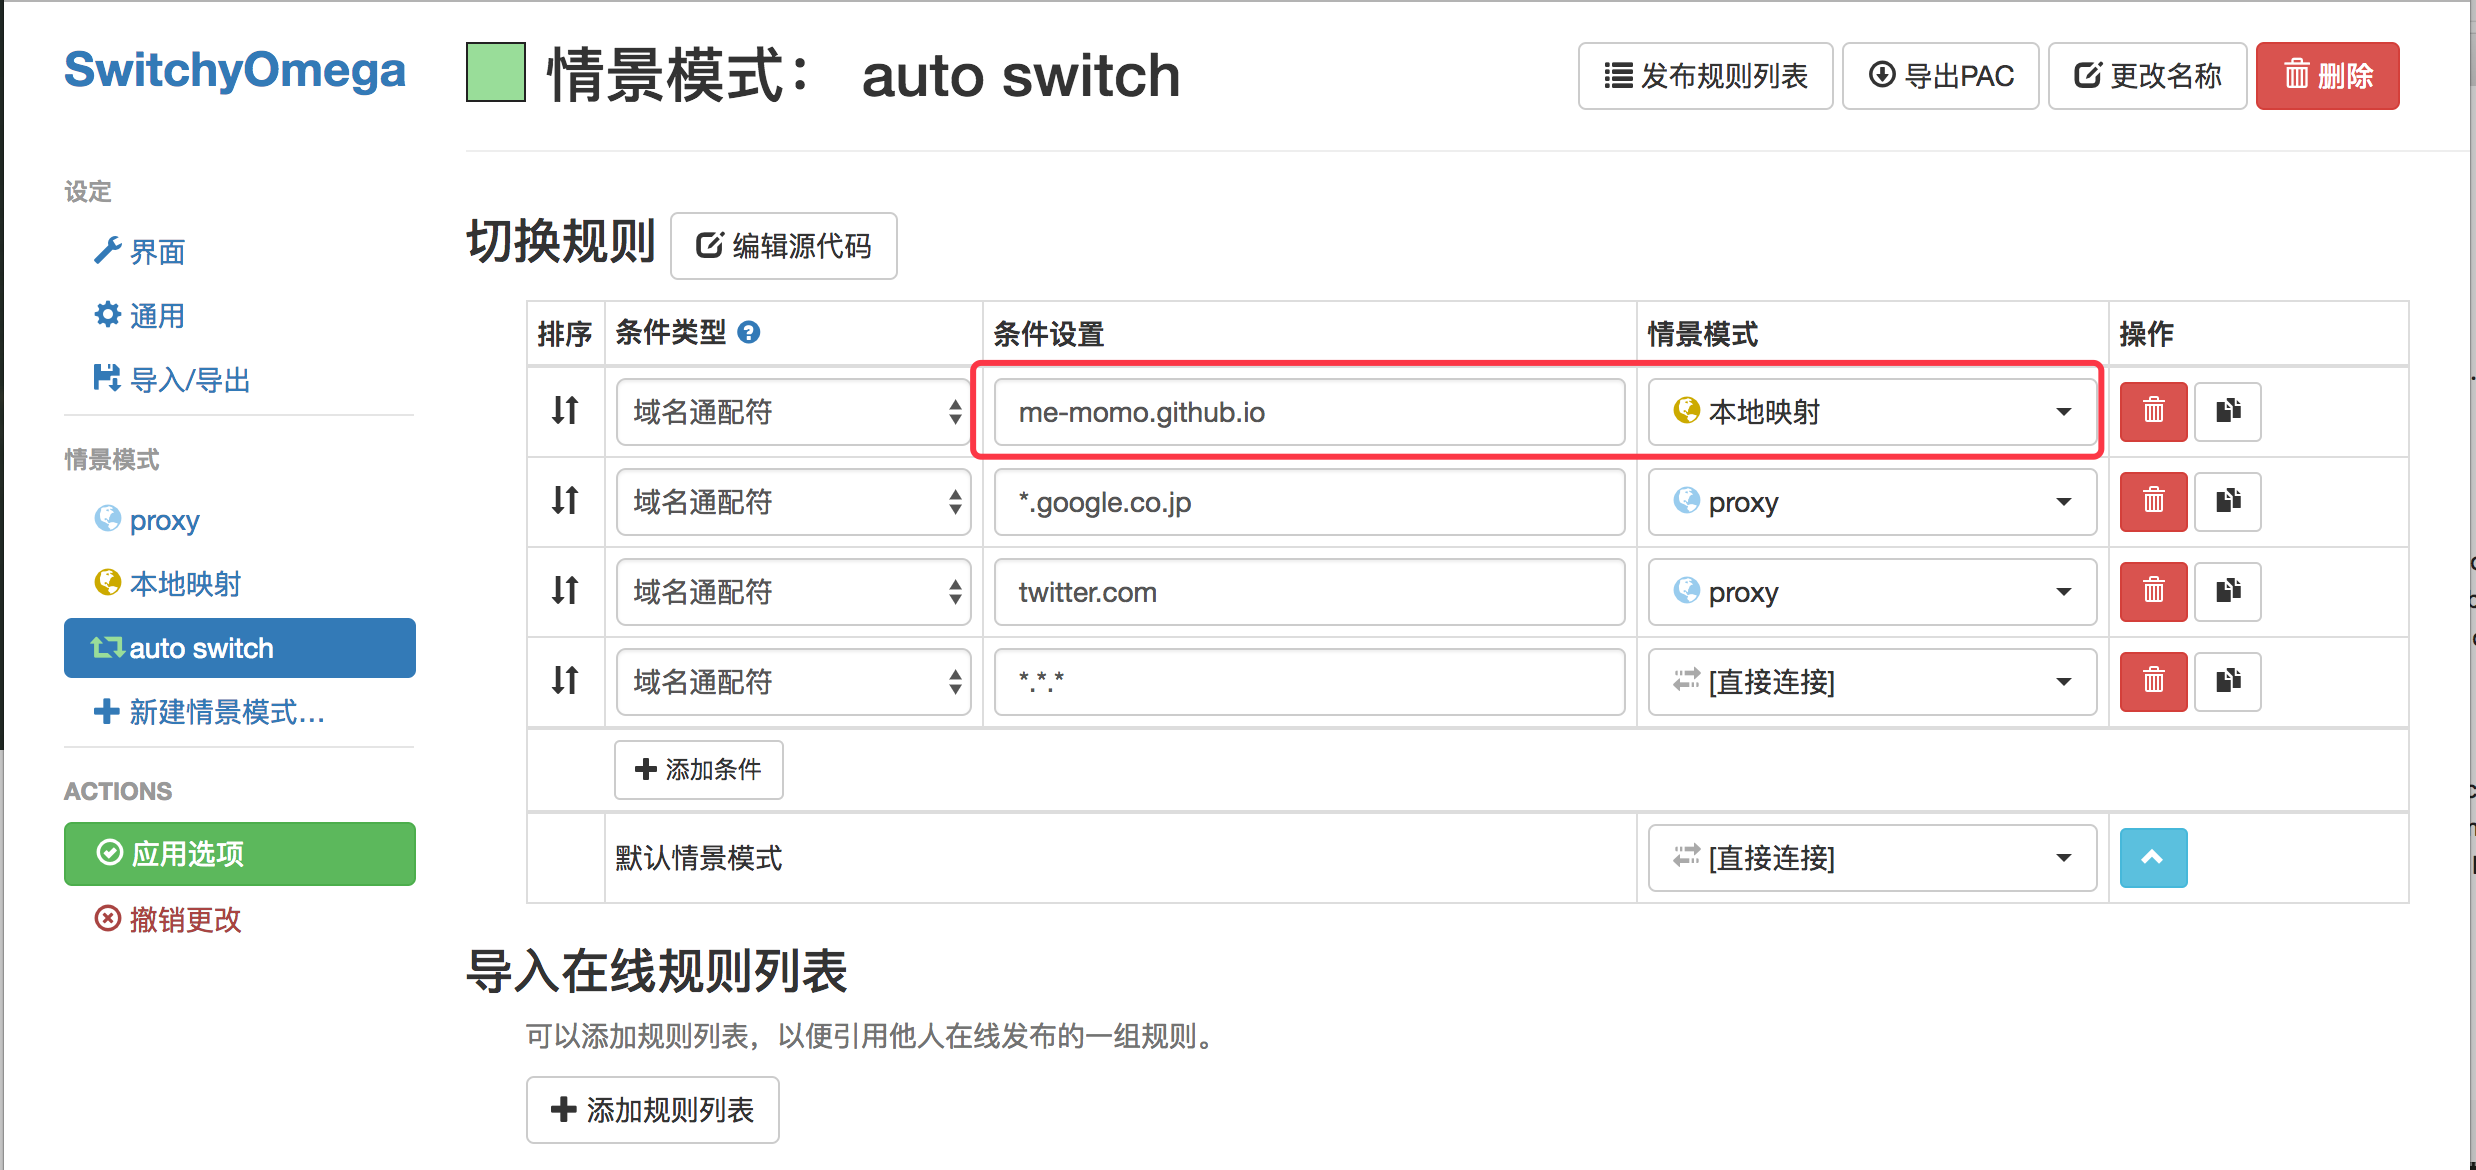 SwitchyOmega
设定
界面
通用
导入/导出
情景模式
proxy
本地映射
auto switch
新建情景模式...
ACTIONS
应用选项
撤销更改
情景模式： auto switch
发布规则列表
导出PAC
更改名称
删除
切换规则
编辑源代码
排序 条件类型 条件设置 情景模式 操作
域名通配符 me-momo.github.io 本地映射
域名通配符 *.google.co.jp proxy
域名通配符 twitter.com proxy
域名通配符 *.*.* [直接连接]
添加条件
默认情景模式 [直接连接]
导入在线规则列表
可以添加规则列表，以便引用他人在线发布的一组规则。
添加规则列表